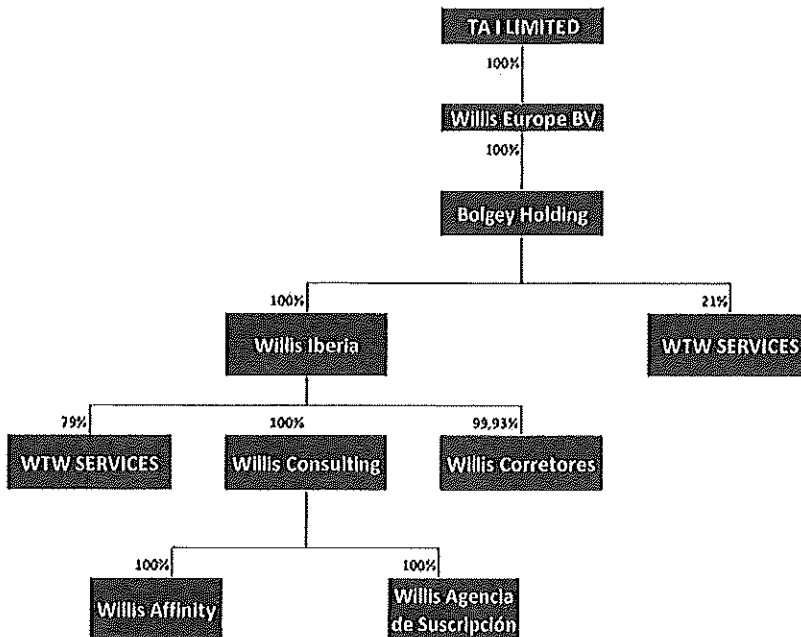 TA I LIMITED
100%
Willis Europe BV
100%
Bolgey Holding
100%
21%
Willis Iberia
WTW SERVICES
79%
100%
99,93%
WTW SERVICES
Willis Consulting
Willis Corretores
100%
100%
Willis Affinity
Willis Agencia
de Suscripción